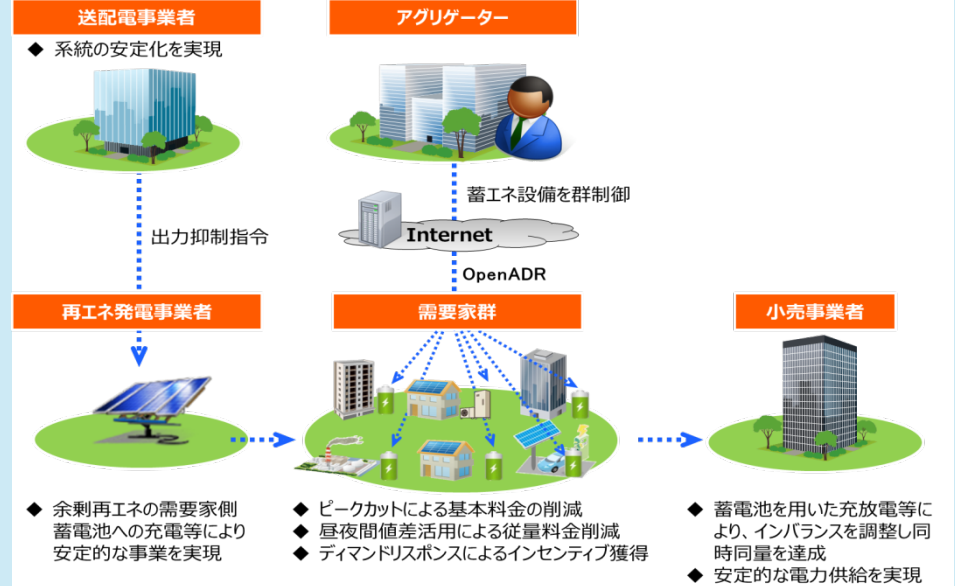 送配電事業者
◆ 系統の安定化を実現
アグリゲーター
蓄エネ設備を群制御
出力抑制指令
Internet
OpenADR
再エネ発電事業者
需要家群
小売事業者
◆ 余剰再エネの需要家側
蓄電池への充電等により
安定的な事業を実現
◆ ピークカットによる基本料金の削減
◆ 昼夜間値差活用による従量料金削減
◆ ディマンドリスポンスによるインセンティブ獲得
◆ 蓄電池を用いた充放電等に
より、インバランスを調整し同
時同量を達成
◆ 安定的な電力供給を実現